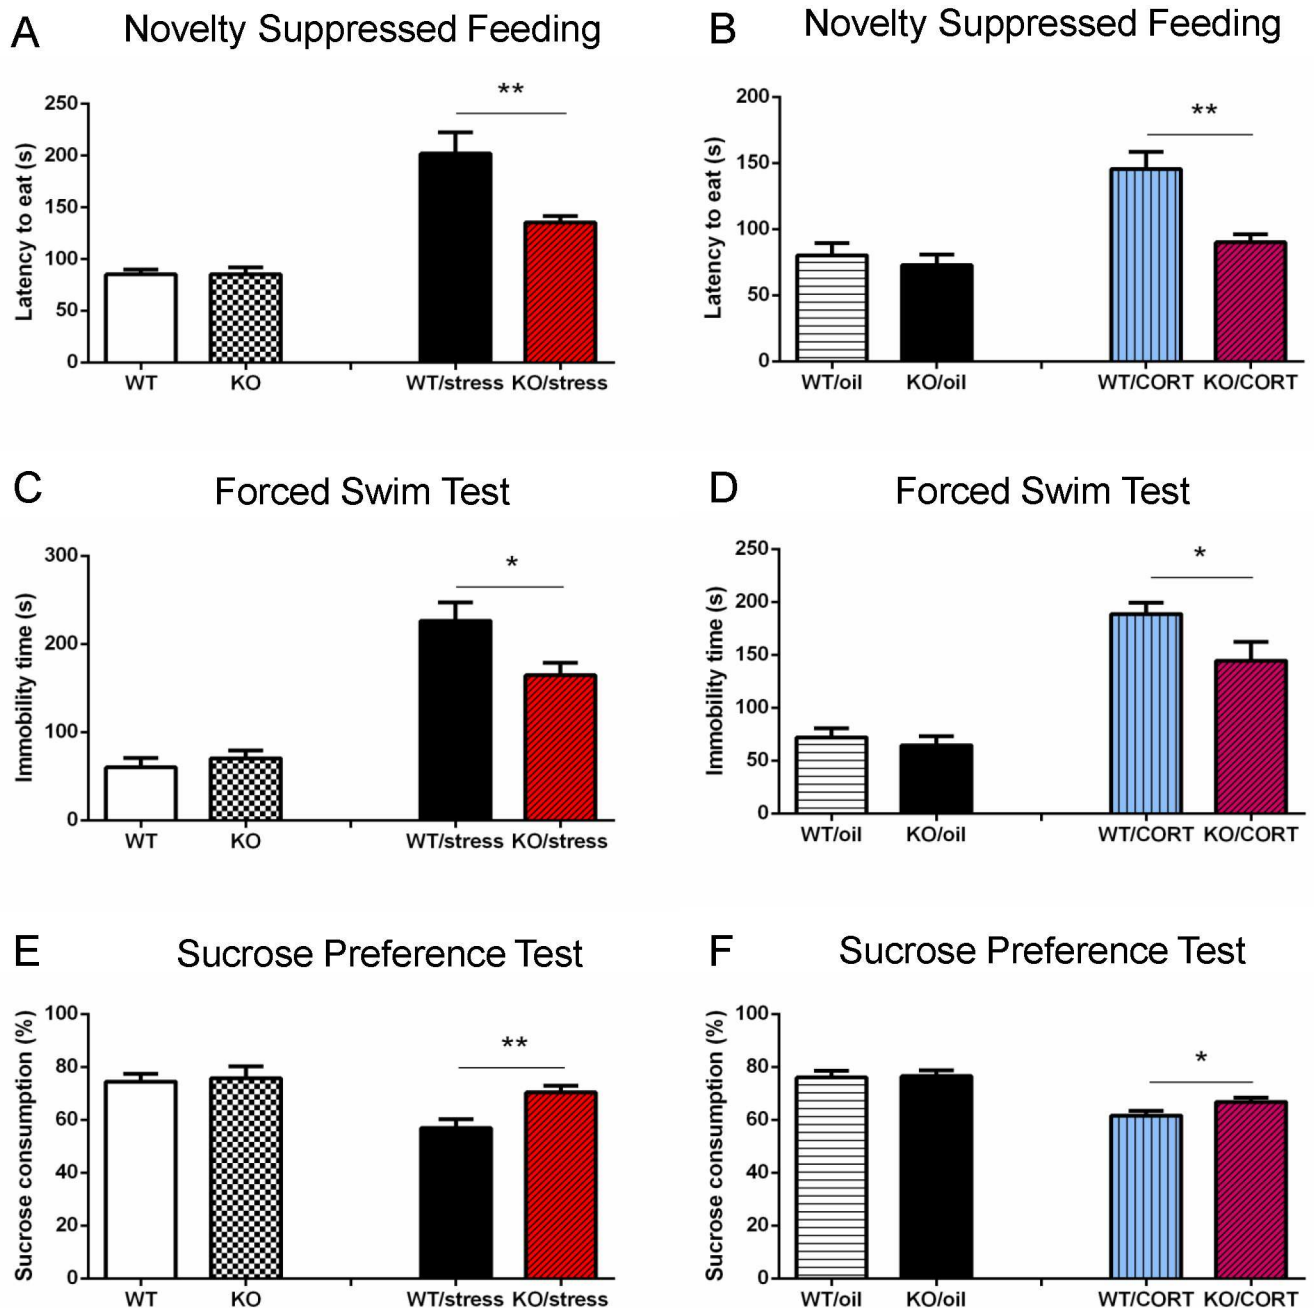 A Novelty Suppressed Feeding
Latency to eat (s)
250
200
150
100
50
0
**
WT KO WT/stress KO/stress
B Novelty Suppressed Feeding
Latency to eat (s)
200
150
100
50
0
**
WT/oil KO/oil WT/CORT KO/CORT
C Forced Swim Test
Immobility time (s)
300
200
100
0
*
WT KO WT/stress KO/stress
D Forced Swim Test
Immobility time (s)
250
200
150
100
50
0
*
WT/oil KO/oil WT/CORT KO/CORT
E Sucrose Preference Test
Sucrose consumption (%)
100
80
60
40
20
0
**
WT KO WT/stress KO/stress
F Sucrose Preference Test
Sucrose consumption (%)
100
80
60
40
20
0
*
WT/oil KO/oil WT/CORT KO/CORT